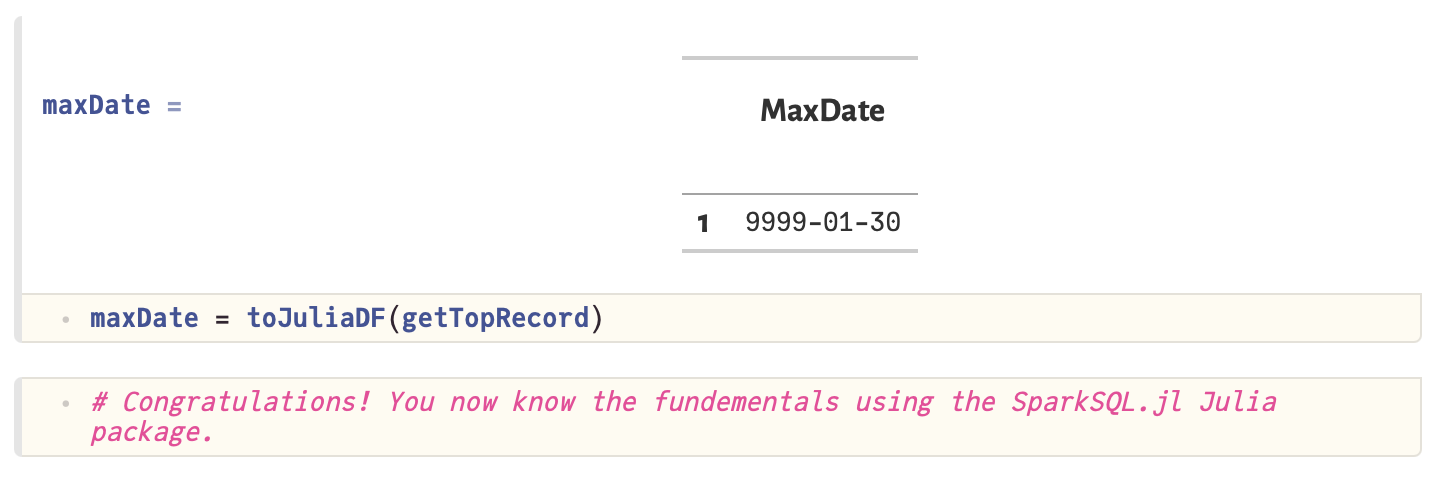 maxDate =
MaxDate
1 9999-01-30
maxDate = toJuliaDF(getTopRecord)
# Congratulations! You now know the fundementals using the SparkSQL.jl Julia
package.